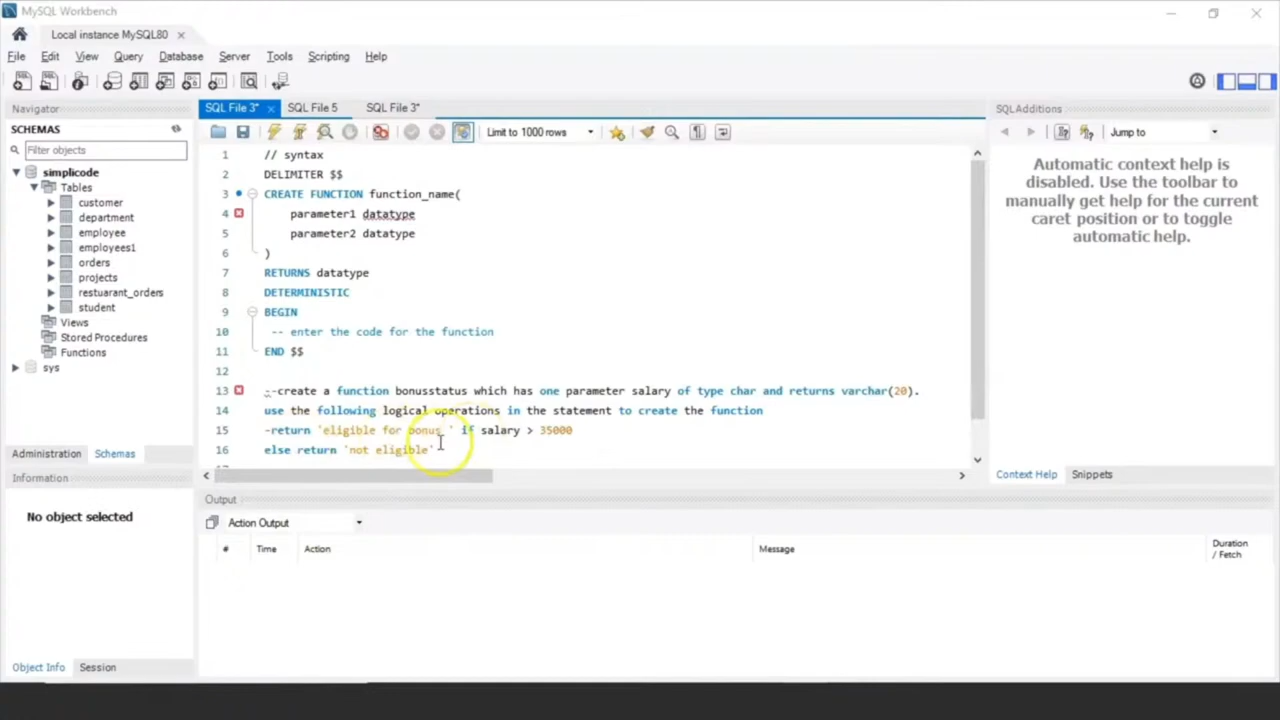 MySQL Workbench
Local instance MySQL80
File Edit View Query Database Server Tools Scripting Help
Navigator
SCHEMAS
Filter objects
simplicode
Tables
customer
department
employee
employees1
orders
projects
restuarant_orders
student
Views
Stored Procedures
Functions
sys
Administration Schemas
Information
No object selected
Object Info Session
SQL File 3* SQL File 5 SQL File 3*
Limit to 1000 rows
1 // syntax
2 DELIMITER $$
3 CREATE FUNCTION function_name(
4 parameter1 datatype
5 parameter2 datatype
6 )
7 RETURNS datatype
8 DETERMINISTIC
9 BEGIN
10 -- enter the code for the function
11 END $$
12
13 --create a function bonusstatus which has one parameter salary of type char and returns varchar(20).
14 use the following logical operations in the statement to create the function
15 -return 'eligible for bonus ' if salary > 35000
16 else return 'not eligible'
Output
Action Output
# Time Action Message Duration / Fetch
SQLAdditions
Jump to
Automatic context help is
disabled. Use the toolbar to
manually get help for the current
caret position or to toggle
automatic help.
Context Help Snippets